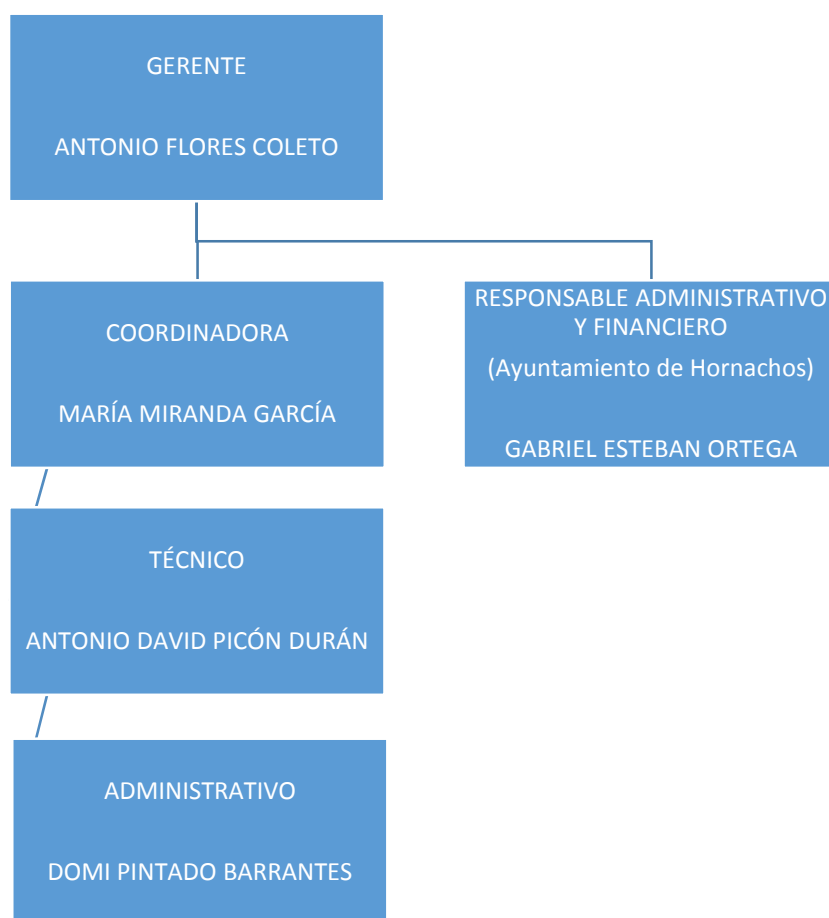 GERENTE
ANTONIO FLORES COLETO
COORDINADORA
MARÍA MIRANDA GARCÍA
RESPONSABLE ADMINISTRATIVO
Y FINANCIERO
(Ayuntamiento de Hornachos)
GABRIEL ESTEBAN ORTEGA
TÉCNICO
ANTONIO DAVID PICÓN DURÁN
ADMINISTRATIVO
DOMI PINTADO BARRANTES